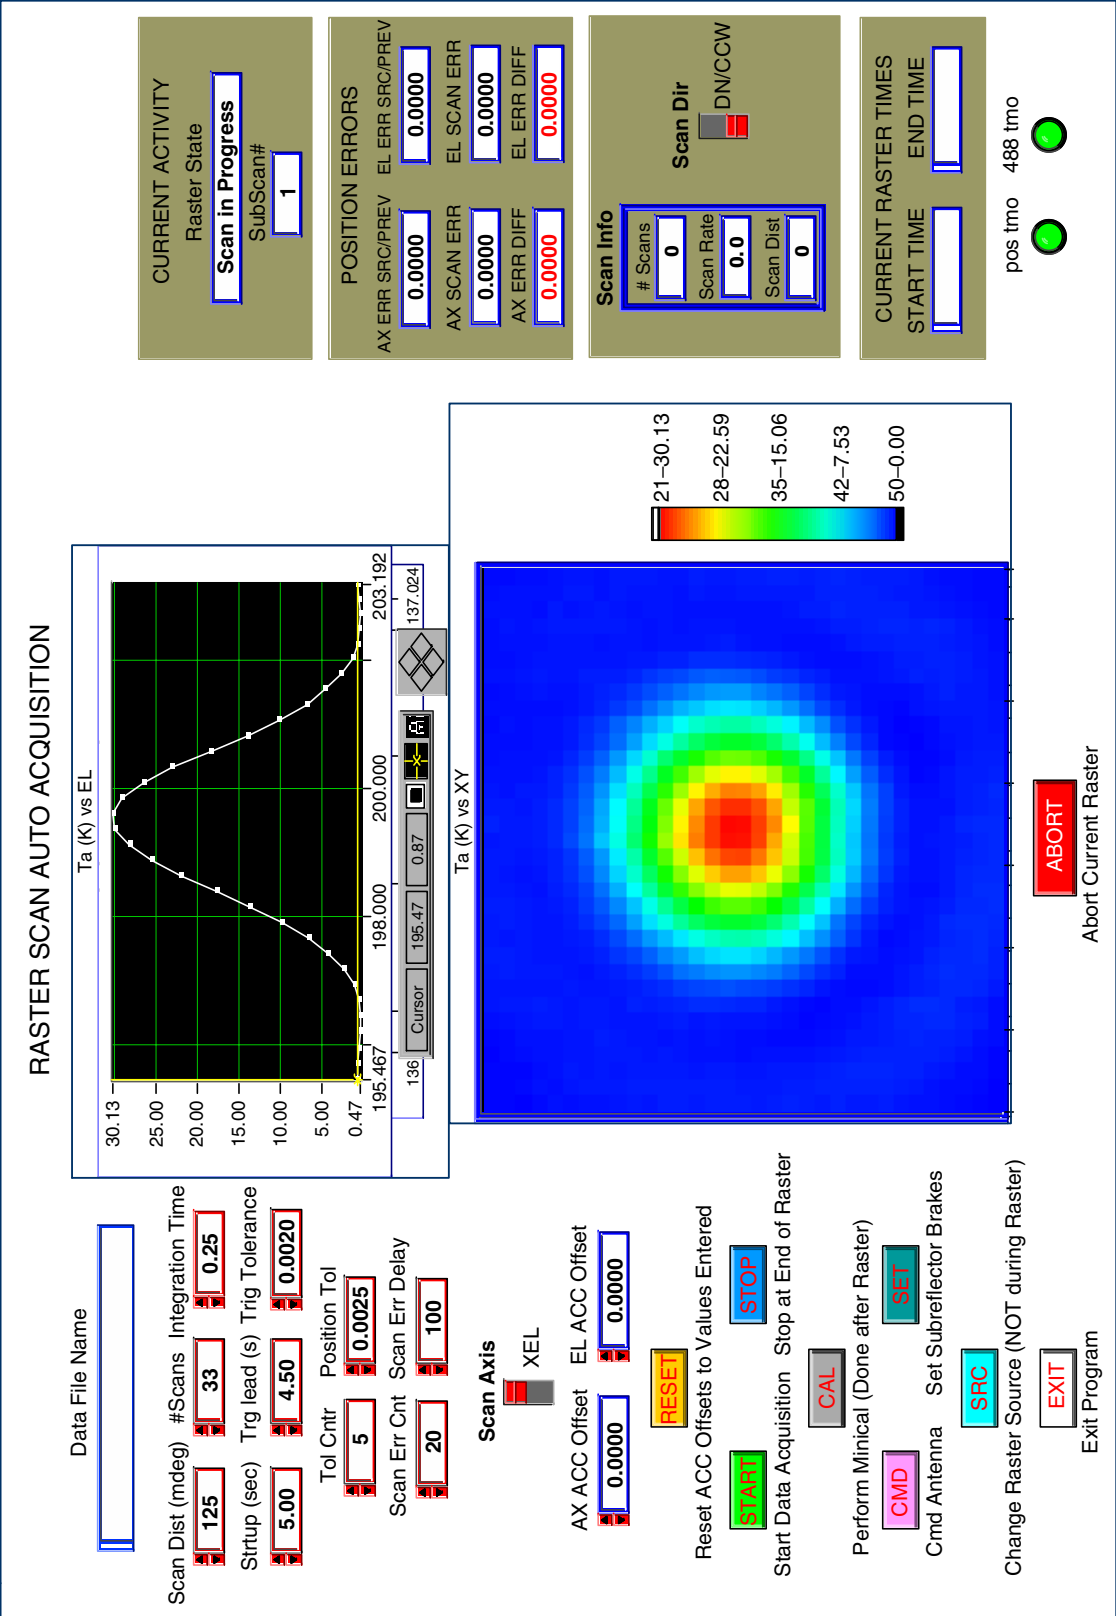 RASTER SCAN AUTO ACQUISITION
Data File Name
Scan Dist (mdeg) #Scans Integration Time
125 33 0.25
Strtup (sec) Trg lead (s) Trig Tolerance
5.00 4.50 0.0020
Tol Cntr Position Tol
5 0.0025
Scan Err Cnt Scan Err Delay
20 100
Scan Axis
XEL
AX ACC Offset EL ACC Offset
0.0000 0.0000
RESET
Reset ACC Offsets to Values Entered
START STOP
Start Data Acquisition Stop at End of Raster
CAL
Perform Minical (Done after Raster)
CMD SET
Cmd Antenna Set Subreflector Brakes
SRC
Change Raster Source (NOT during Raster)
EXIT
Exit Program
Ta (K) vs EL
30.13
25.00
20.00
15.00
10.00
5.00
0.47
195.467 198.000 200.000 203.192
136 137.024
Cursor 195.47 0.87
Ta (K) vs XY
21–30.13
28–22.59
35–15.06
42–7.53
50–0.00
ABORT
Abort Current Raster
CURRENT ACTIVITY
Raster State
Scan in Progress
SubScan#
1
POSITION ERRORS
AX ERR SRC/PREV EL ERR SRC/PREV
0.0000 0.0000
AX SCAN ERR EL SCAN ERR
0.0000 0.0000
AX ERR DIFF EL ERR DIFF
0.0000 0.0000
Scan Info
# Scans
0
Scan Rate
0.0
Scan Dist
0
Scan Dir
DN/CCW
CURRENT RASTER TIMES
START TIME END TIME
pos tmo 488 tmo